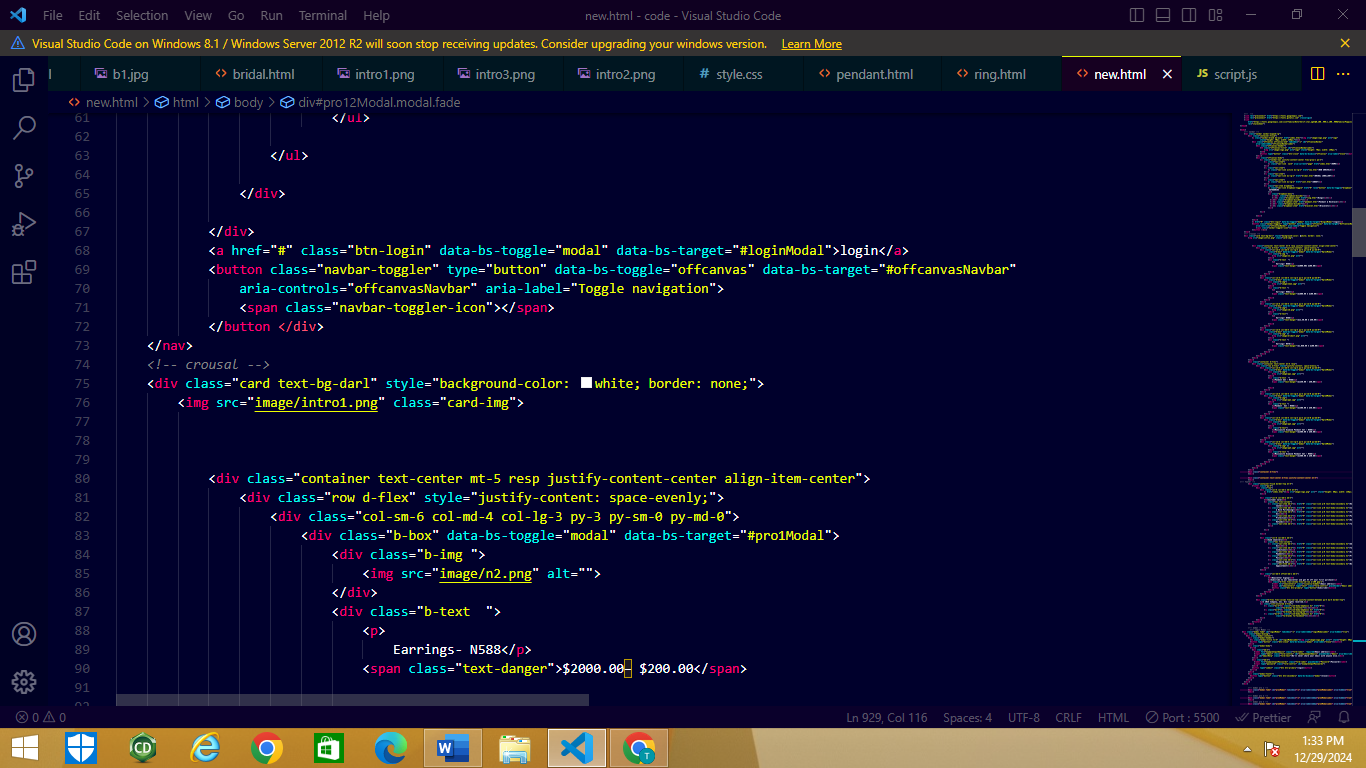 File Edit Selection View Go Run Terminal Help new.html - code - Visual Studio Code
Visual Studio Code on Windows 8.1 / Windows Server 2012 R2 will soon stop receiving updates. Consider upgrading your windows version. Learn More
b1.jpg bridal.html intro1.png intro3.png intro2.png # style.css pendant.html ring.html new.html JS script.js
new.html > html > body > div#pro12Modal.modal.fade
61 </ul>
62
63 </ul>
64
65 </div>
66
67 </div>
68 <a href="#" class="btn-login" data-bs-toggle="modal" data-bs-target="#loginModal">login</a>
69 <button class="navbar-toggler" type="button" data-bs-toggle="offcanvas" data-bs-target="#offcanvasNavbar"
70 aria-controls="offcanvasNavbar" aria-label="Toggle navigation">
71 <span class="navbar-toggler-icon"></span>
72 </button </div>
73 </nav>
74 <!-- crousal -->
75 <div class="card text-bg-darl" style="background-color: white; border: none;">
76 <img src="image/intro1.png" class="card-img">
77
78
79
80 <div class="container text-center mt-5 resp justify-content-center align-item-center">
81 <div class="row d-flex" style="justify-content: space-evenly;">
82 <div class="col-sm-6 col-md-4 col-lg-3 py-3 py-sm-0 py-md-0">
83 <div class="b-box" data-bs-toggle="modal" data-bs-target="#pro1Modal">
84 <div class="b-img ">
85 <img src="image/n2.png" alt="">
86 </div>
87 <div class="b-text  ">
88 <p>
89 Earrings- N588</p>
90 <span class="text-danger">$2000.00- $200.00</span>
91
92
0 0 Ln 929, Col 116 Spaces: 4 UTF-8 CRLF HTML Port : 5500 Prettier
CD W T 1:33 PM
12/29/2024